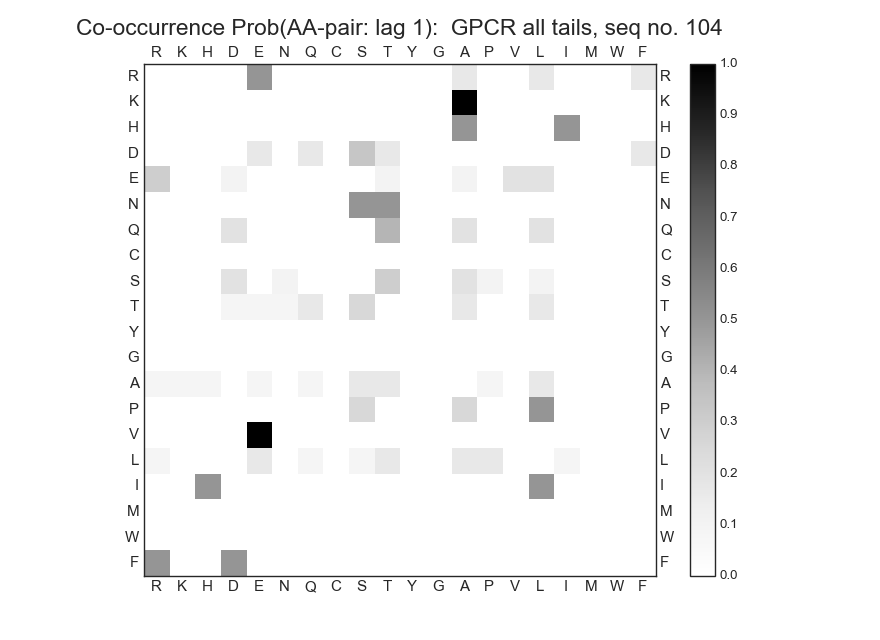 Co-occurrence Prob(AA-pair: lag 1):  GPCR all tails, seq no. 104
R K H D E N Q C S T Y G A P V L I M W F
R R 1.0
K K 0.9
H H
D D 0.8
E E
N N 0.7
Q Q
C C 0.6
S S
T T 0.5
Y Y
G G 0.4
A A
P P 0.3
V V
L L 0.2
I I
M M 0.1
W W
F F 0.0
R K H D E N Q C S T Y G A P V L I M W F